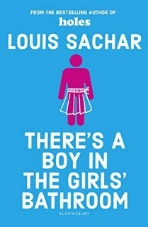 FROM THE BESTSELLING AUTHOR OF
holes
LOUIS SACHAR
THERE'S A
BOY IN
THE GIRLS'
BATHROOM
BLOOMSBURY